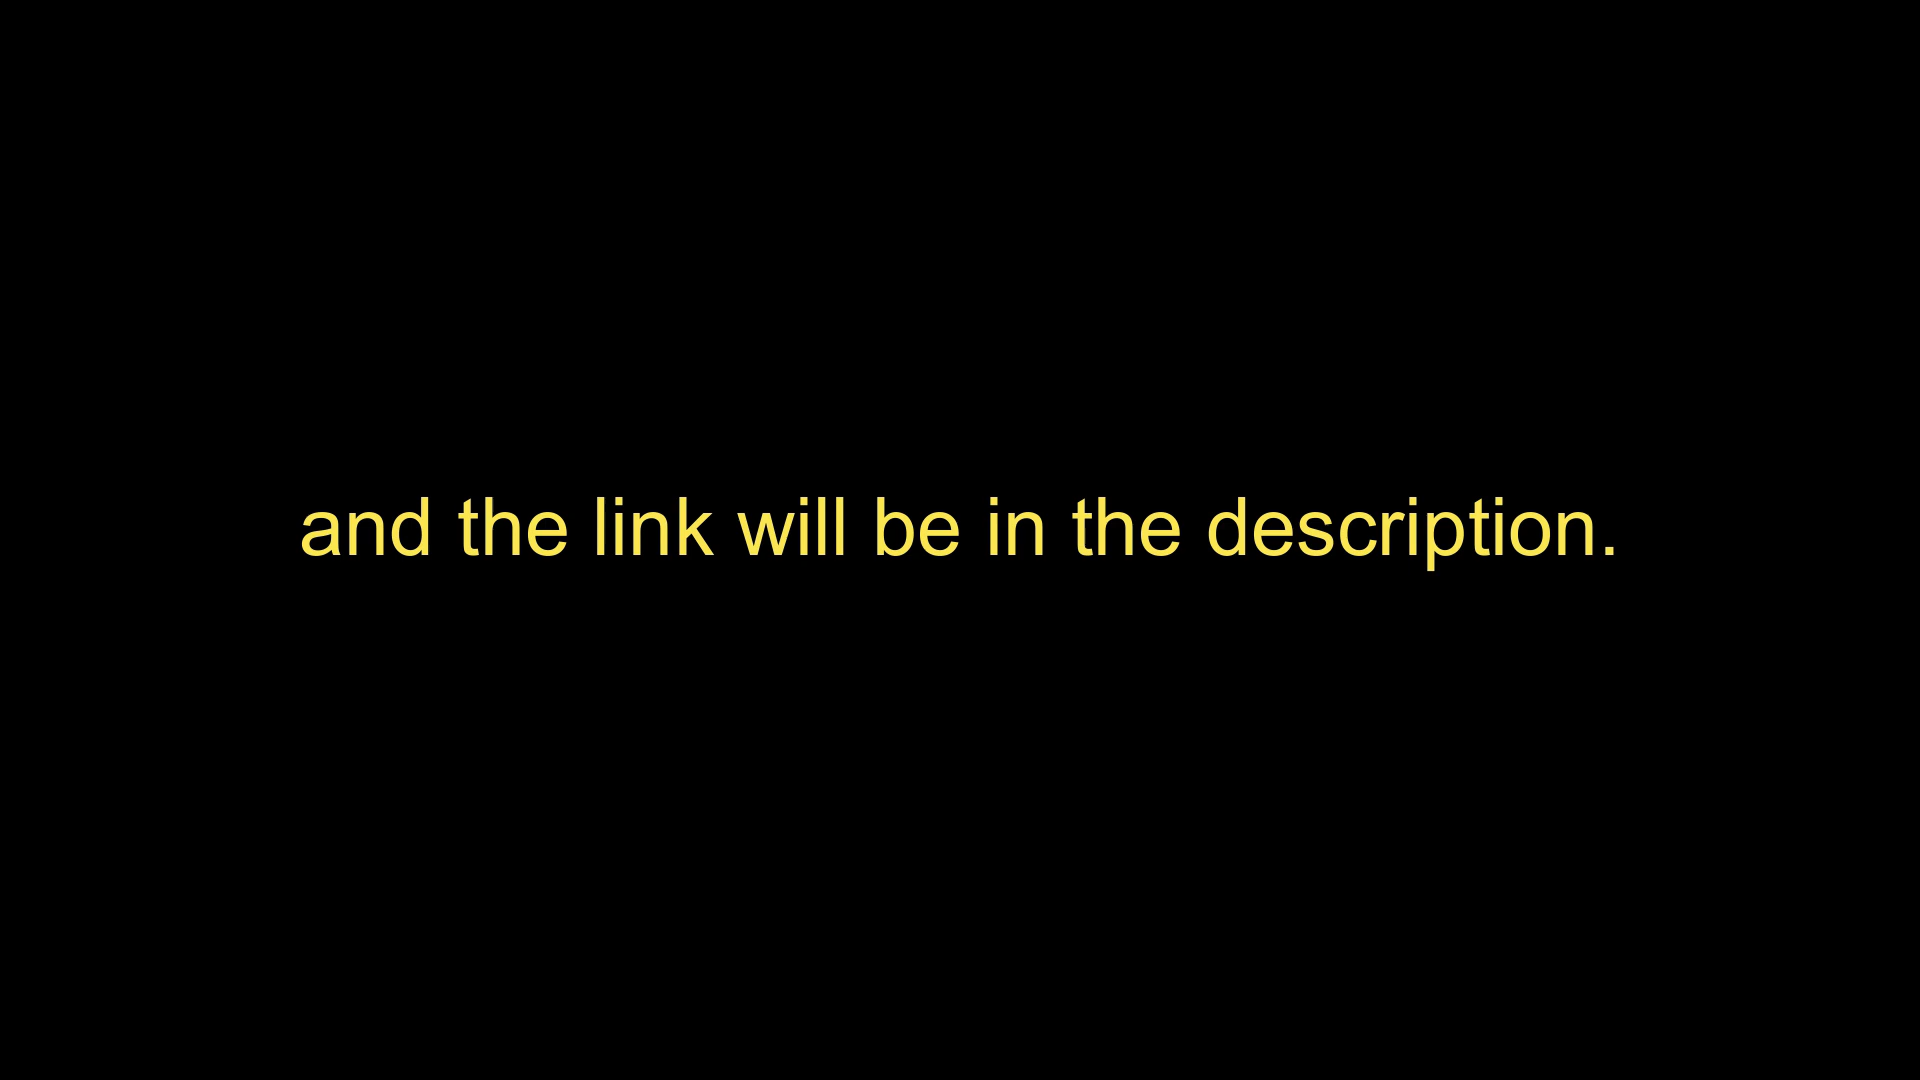 and the link will be in the description.